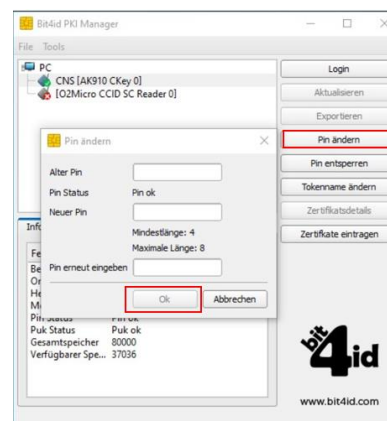 Bit4id PKI Manager
File Tools
PC
CNS [AK910 CKey 0]
[O2Micro CCID SC Reader 0]
Login
Aktualisieren
Exportieren
Pin ändern
Pin entsperren
Tokenname ändern
Zertifikatsdetails
Zertifikate eintragen
Pin ändern
Alter Pin
Pin Status Pin ok
Neuer Pin
Mindestlänge: 4
Maximale Länge: 8
Pin erneut eingeben
Ok Abbrechen
Puk Status Puk ok
Gesamtspeicher 80000
Verfügbarer Spe... 37036
bit
4id
www.bit4id.com